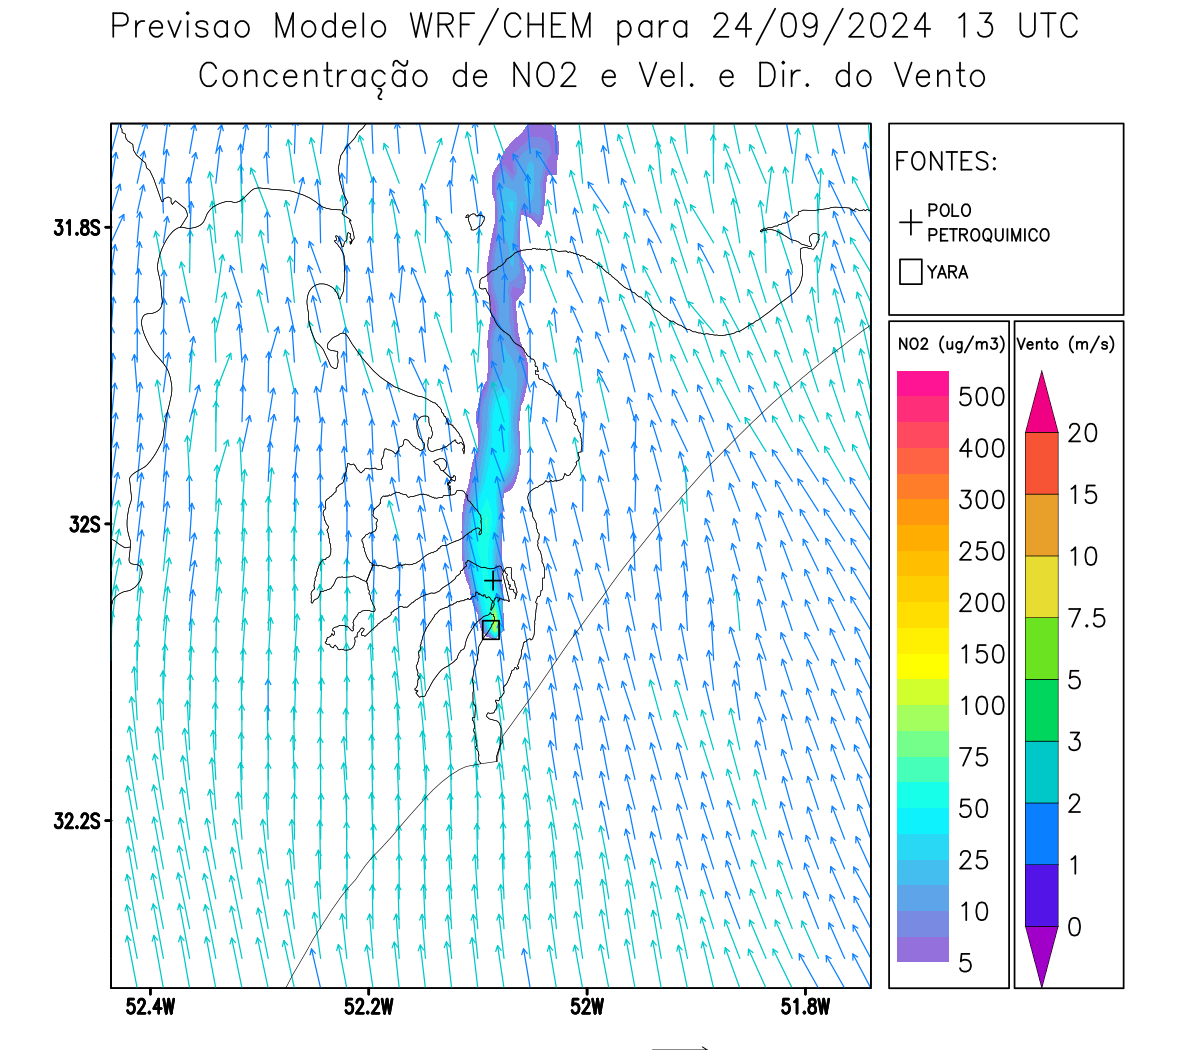 Previsao Modelo WRF/CHEM para 24/09/2024 13 UTC
Concentração de NO2 e Vel. e Dir. do Vento
FONTES:
POLO
PETROQUIMICO
YARA
NO2 (ug/m3)
500
400
300
250
200
150
100
75
50
25
10
5
Vento (m/s)
20
15
10
7.5
5
3
2
1
0
31.8S
32S
32.2S
52.4W
52.2W
52W
51.8W